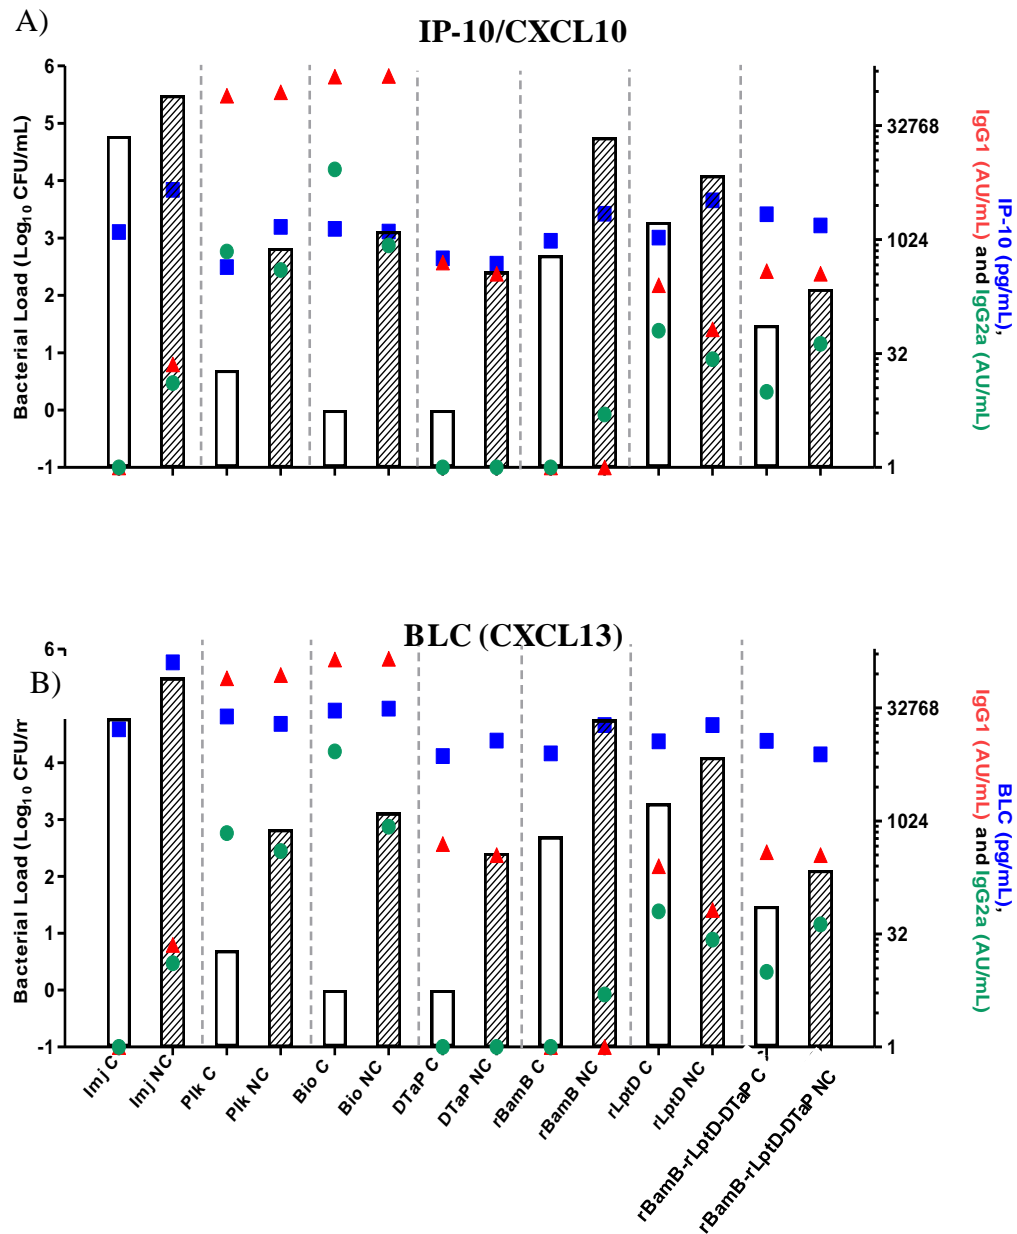 A)
IP-10/CXCL10
6
5
4
3
2
1
0
-1
Bacterial Load (Log10 CFU/mL)
32768
1024
32
1
IP-10 (pg/mL),
IgG1 (AU/mL) and IgG2a (AU/mL)
B)
BLC (CXCL13)
6
4
3
2
1
0
-1
Bacterial Load (Log10 CFU/m
32768
1024
32
1
BLC (pg/mL),
IgG1 (AU/mL) and IgG2a (AU/mL)
Imj C
Imj NC
Plk C
Plk NC
Bio C
Bio NC
DTaP C
DTaP NC
rBamB C
rBamB NC
rLptD C
rLptD NC
rBamB-rLptD-DTaP C
rBamB-rLptD-DTaP NC